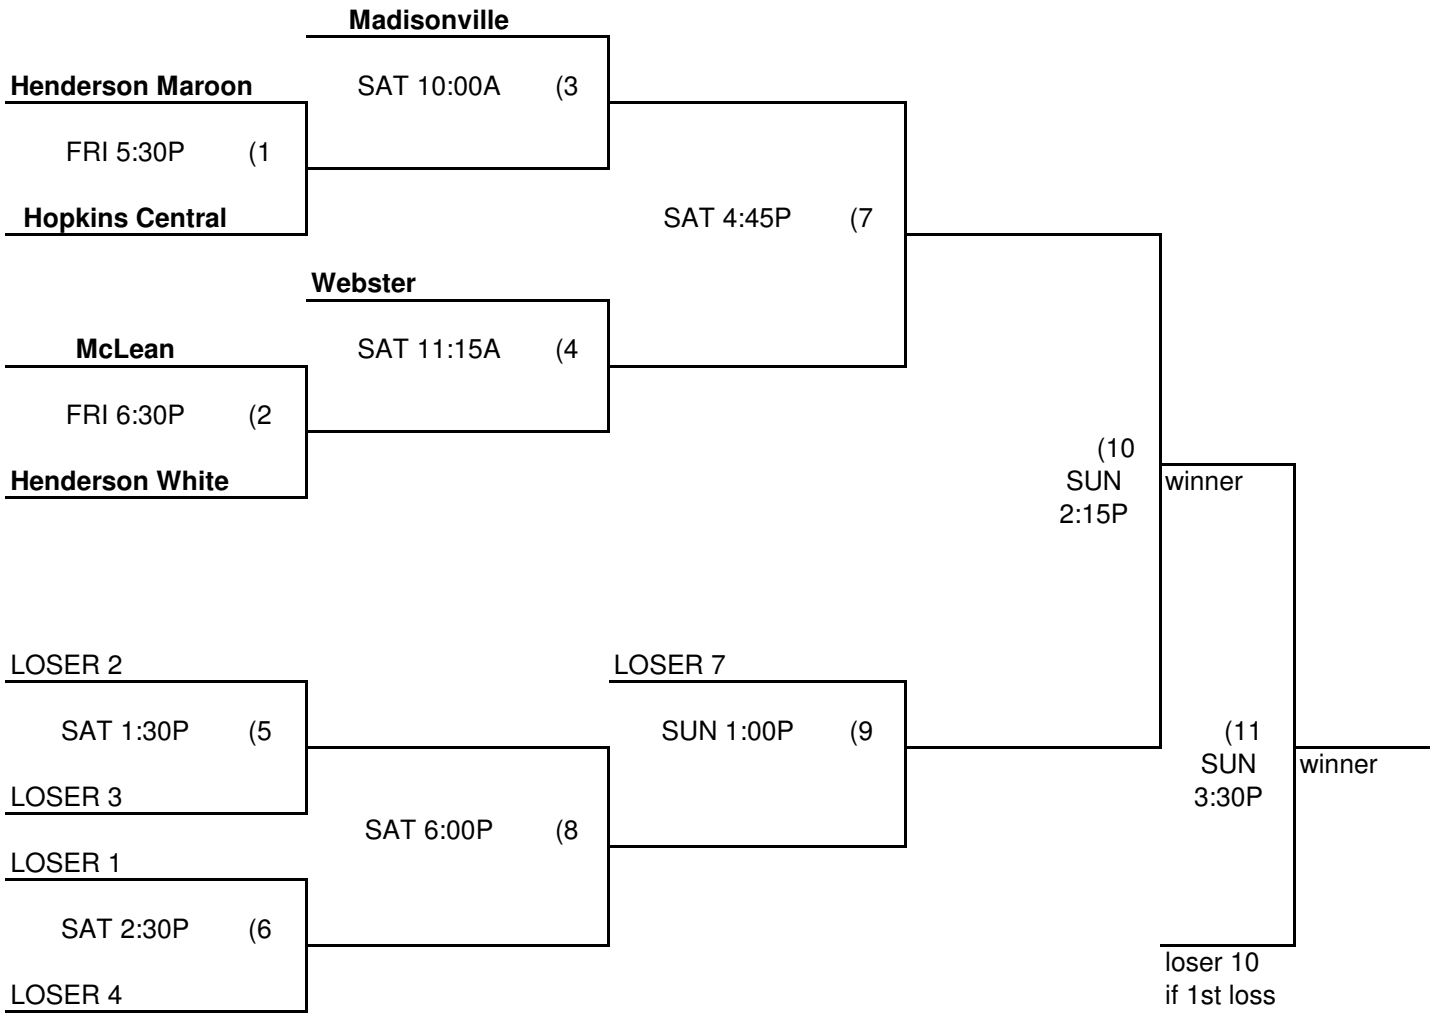 Madisonville
Henderson Maroon
SAT 10:00A (3
FRI 5:30P (1
Hopkins Central
SAT 4:45P (7
Webster
McLean
SAT 11:15A (4
FRI 6:30P (2
(10
Henderson White
SUN
winner
2:15P
LOSER 2
LOSER 7
SAT 1:30P (5
SUN 1:00P (9
(11
SUN
winner
LOSER 3
3:30P
SAT 6:00P (8
LOSER 1
SAT 2:30P (6
loser 10
LOSER 4
if 1st loss